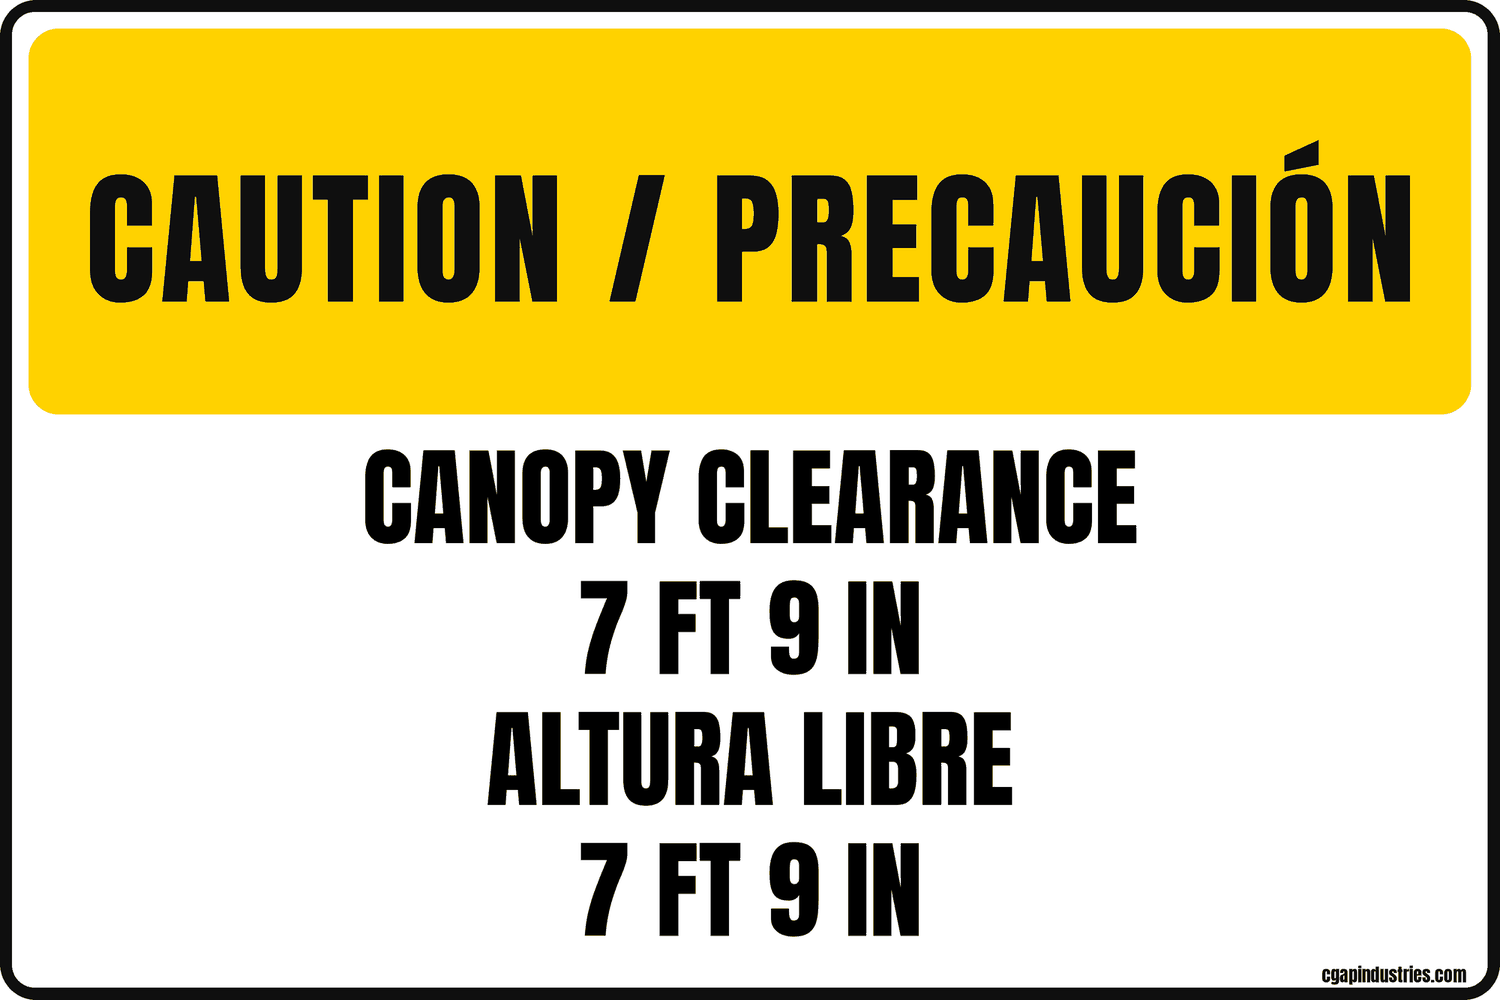 CAUTION / PRECAUCIÓN
CANOPY CLEARANCE
7 FT 9 IN
ALTURA LIBRE
7 FT 9 IN
cgapindustries.com